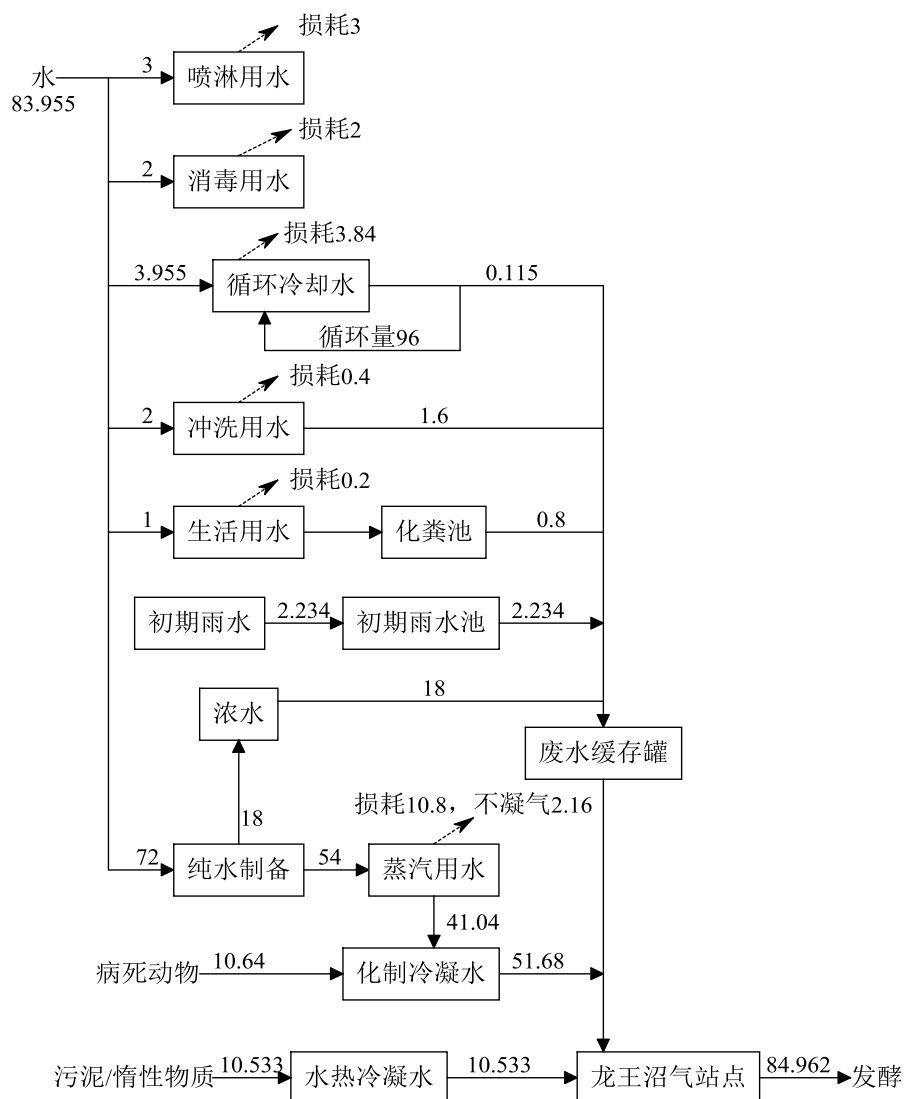 损耗3
水
3
喷淋用水
83.955
损耗2
2
消毒用水
损耗3.84
3.955
循环冷却水
0.115
循环量96
损耗0.4
2
冲洗用水
1.6
损耗0.2
1
生活用水
化粪池
0.8
初期雨水
2.234
初期雨水池
2.234
浓水
18
废水缓存罐
18
损耗10.8，不凝气2.16
72
纯水制备
54
蒸汽用水
41.04
病死动物
10.64
化制冷凝水
51.68
污泥/惰性物质
10.533
水热冷凝水
10.533
龙王沼气站点
84.962
发酵